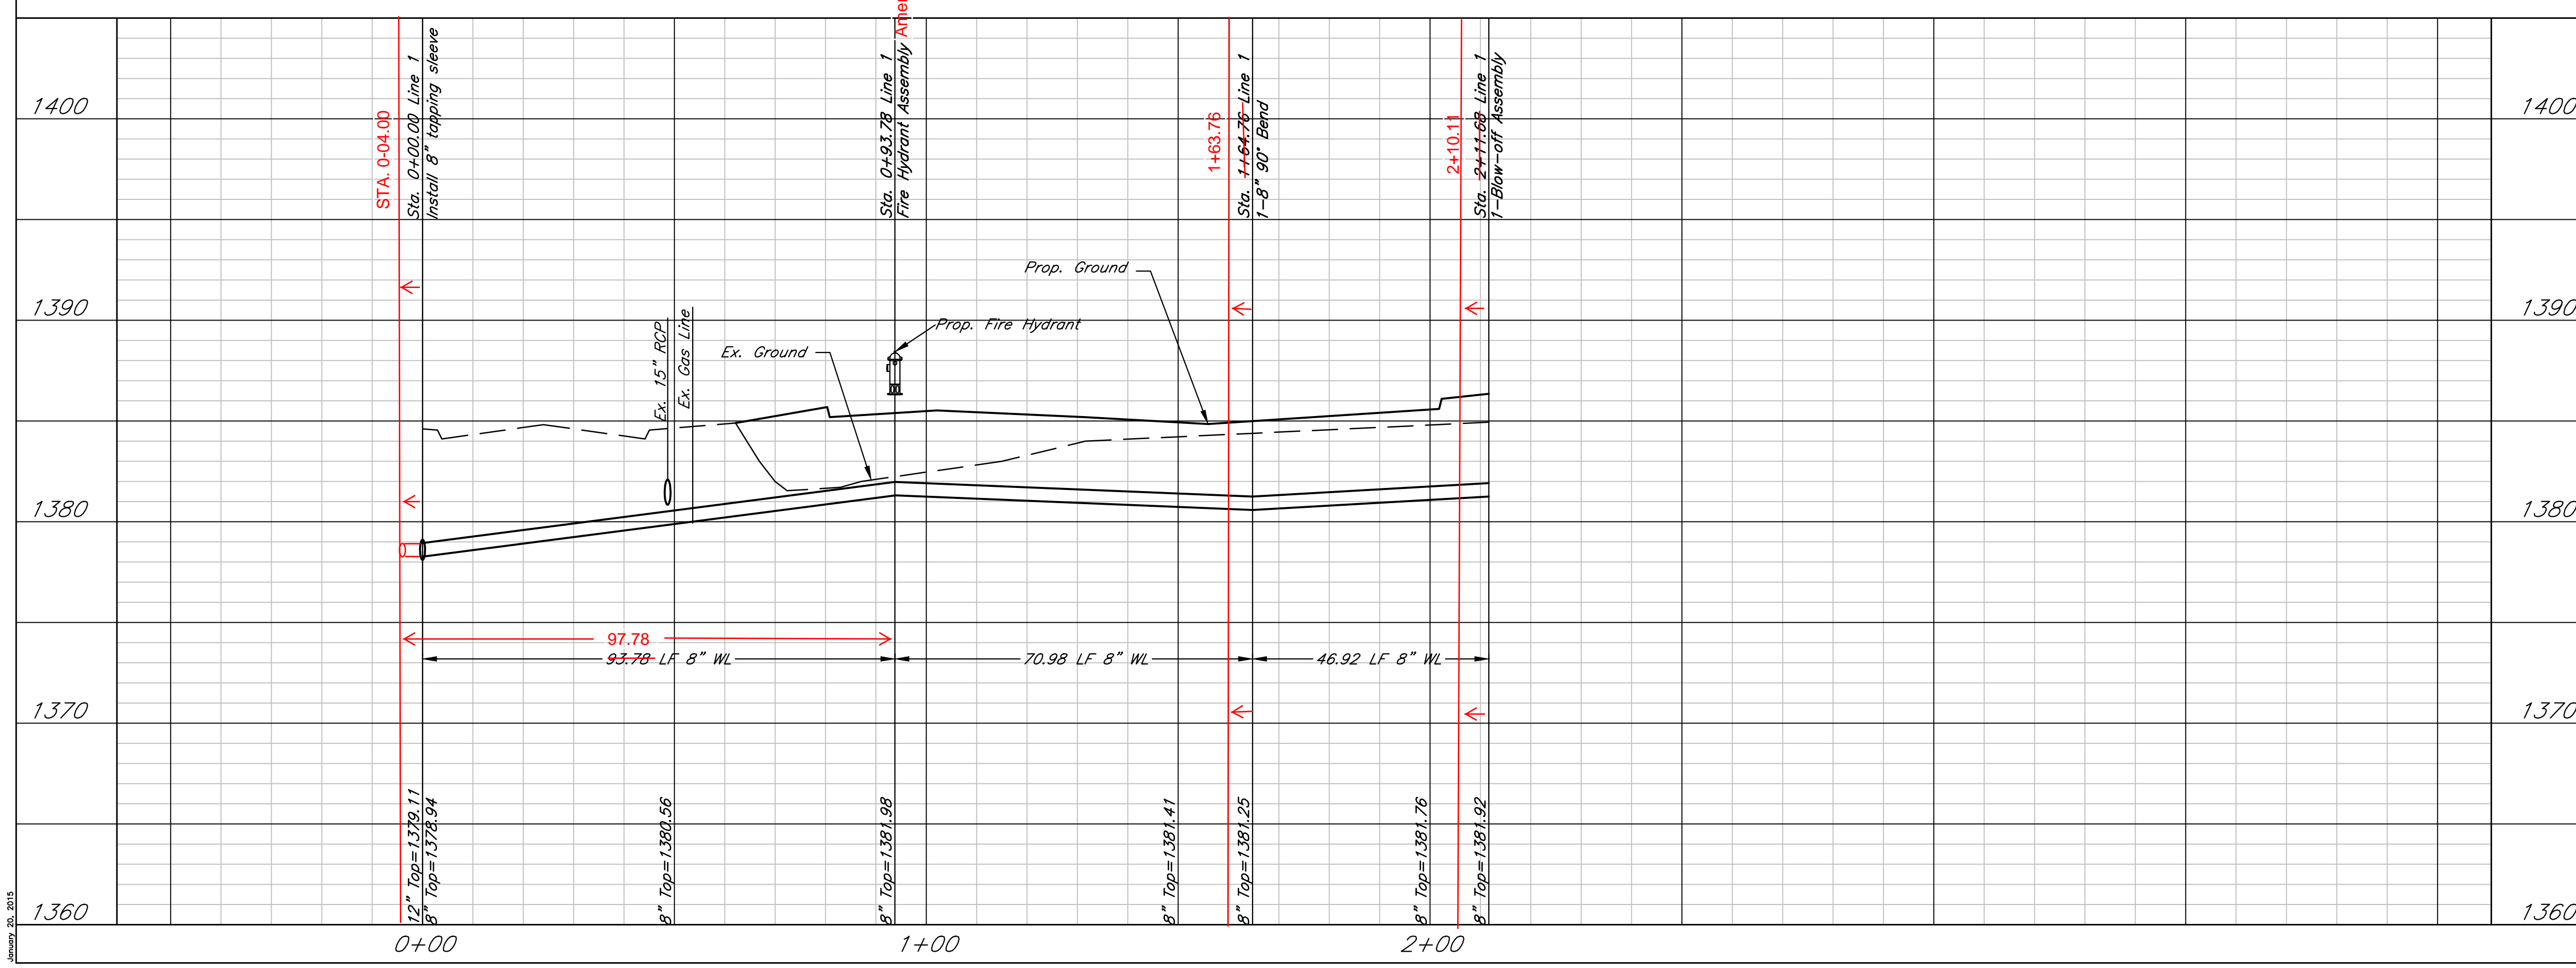 Amer
STA. 0-04.00
Sta. 0+00.00 Line 1
Install 8" tapping sleeve
Sta. 0+93.78 Line 1
Fire Hydrant Assembly
1+63.76
Sta. 1+64.76 Line 1
1-8" 90° Bend
2+10.11
Sta. 2+11.68 Line 1
1-Blow-off Assembly
1400
1400
1390
1390
1380
1380
1370
1370
1360
1360
Prop. Ground
Prop. Fire Hydrant
Ex. Ground
Ex. 15" RCP
Ex. Gas Line
97.78
93.78 LF 8" WL
70.98 LF 8" WL
46.92 LF 8" WL
12" Top=1379.11
8" Top=1378.94
8" Top=1380.56
8" Top=1381.98
8" Top=1381.41
8" Top=1381.25
8" Top=1381.76
8" Top=1381.92
0+00
1+00
2+00
January 20, 2015